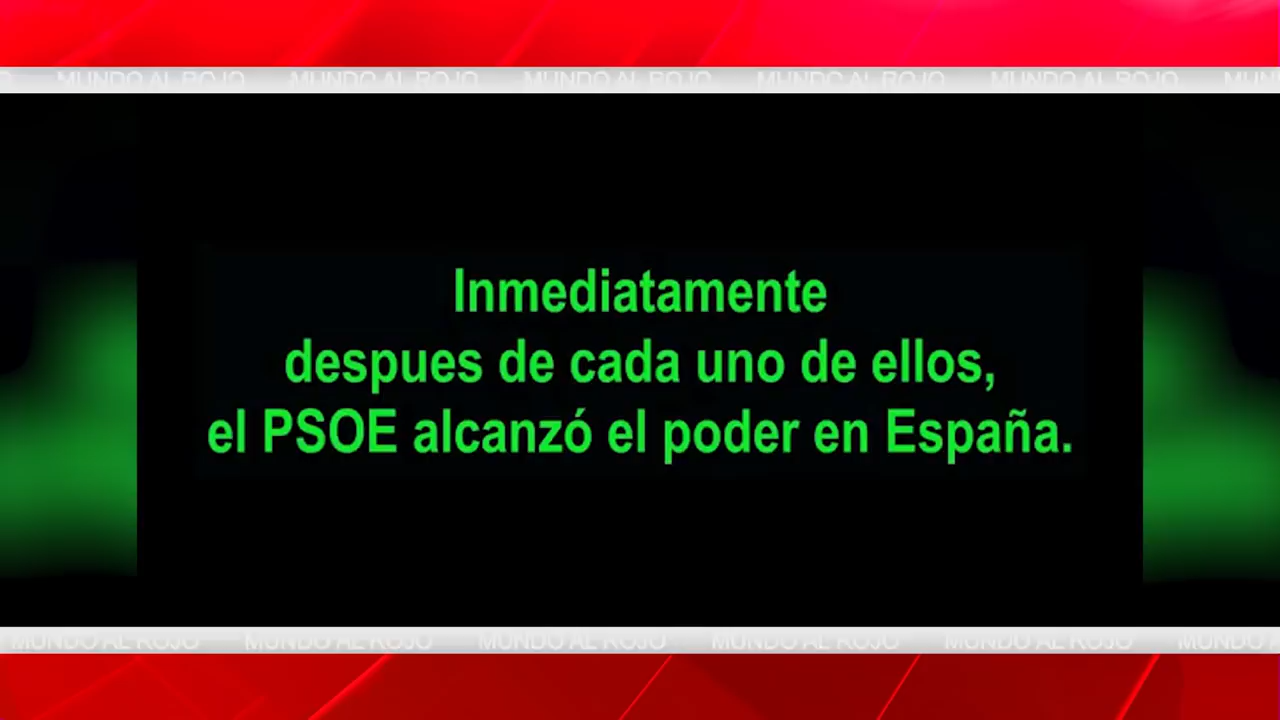 MUNDO AL ROJO MUNDO AL ROJO MUNDO AL ROJO MUNDO AL ROJO MUNDO AL ROJO
Inmediatamente
despues de cada uno de ellos,
el PSOE alcanzó el poder en España.
MUNDO AL ROJO MUNDO AL ROJO MUNDO AL ROJO MUNDO AL ROJO MUNDO AL ROJO